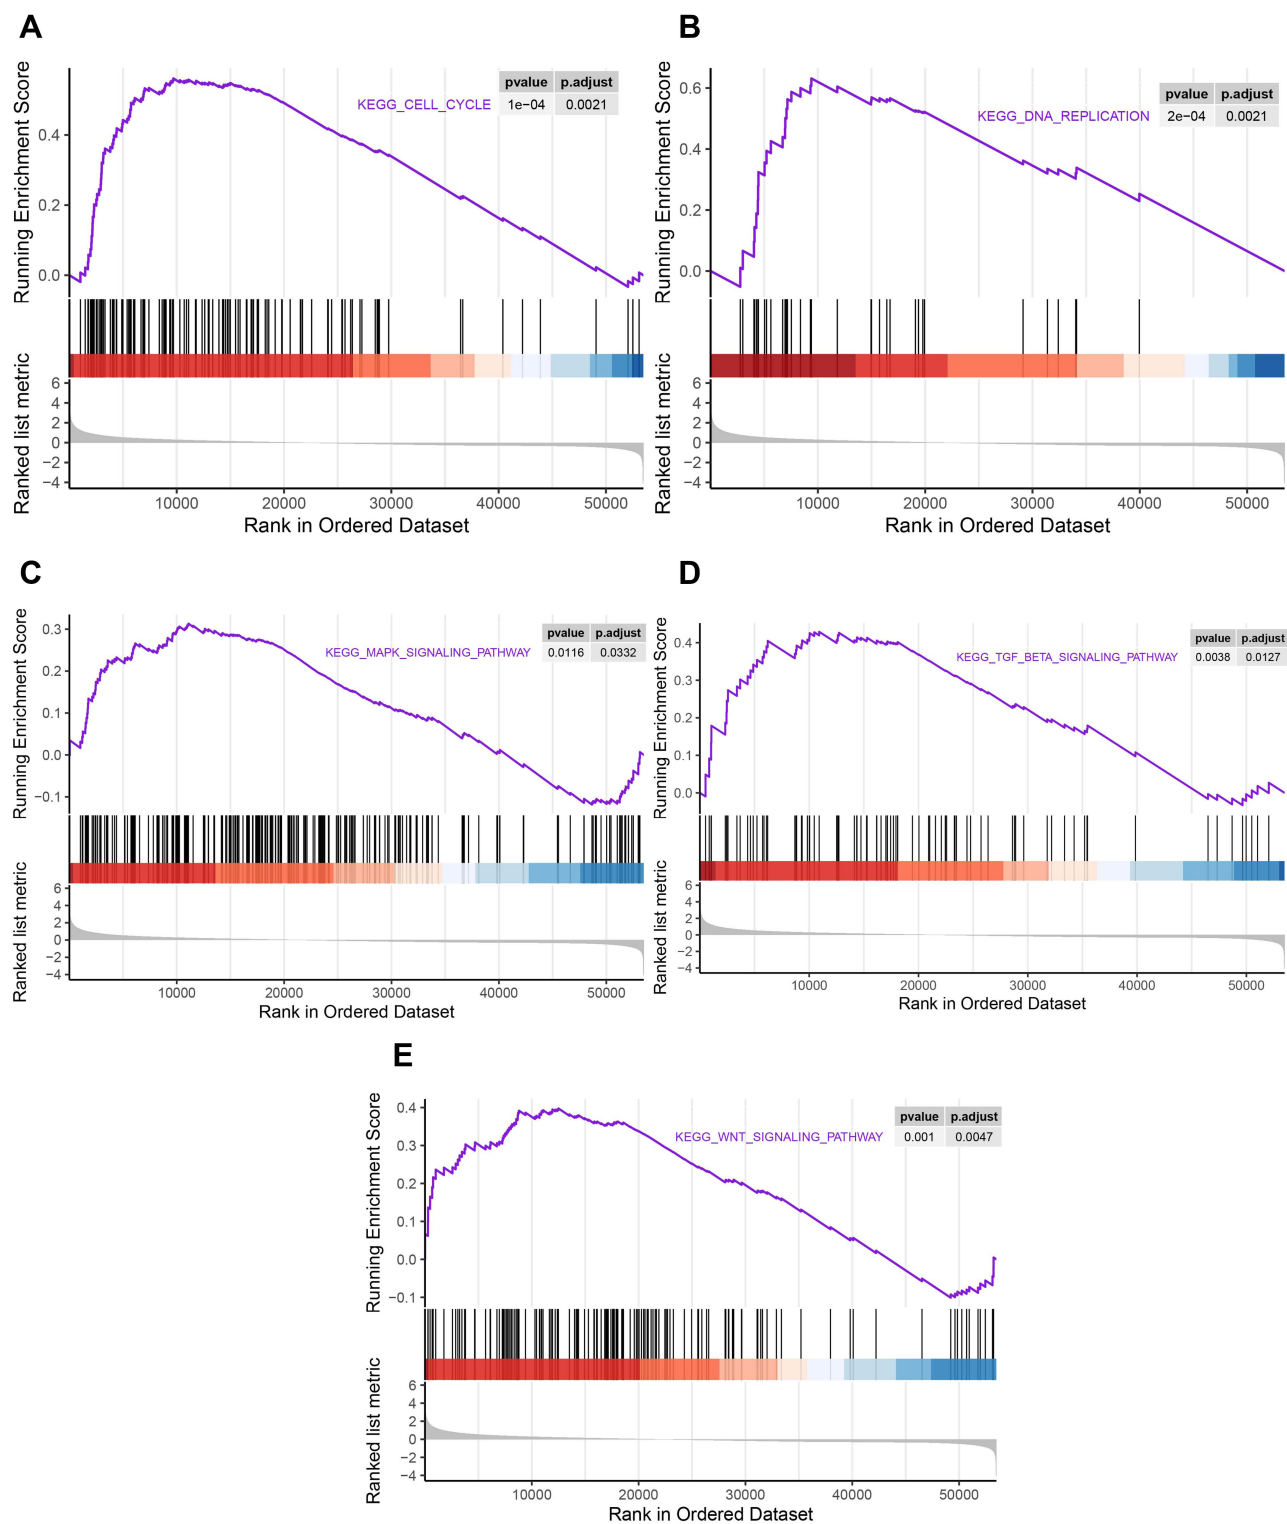 A
Running Enrichment Score
0.4
0.2
0.0
KEGG_CELL_CYCLE
pvalue p.adjust
1e−04 0.0021
Ranked list metric
6
4
2
0
−2
−4
10000 20000 30000 40000 50000
Rank in Ordered Dataset
B
Running Enrichment Score
0.6
0.4
0.2
0.0
KEGG_DNA_REPLICATION
pvalue p.adjust
2e−04 0.0021
Ranked list metric
6
4
2
0
−2
−4
10000 20000 30000 40000 50000
Rank in Ordered Dataset
C
Running Enrichment Score
0.3
0.2
0.1
0.0
−0.1
KEGG_MAPK_SIGNALING_PATHWAY
pvalue p.adjust
0.0116 0.0332
Ranked list metric
6
4
2
0
−2
−4
10000 20000 30000 40000 50000
Rank in Ordered Dataset
D
Running Enrichment Score
0.4
0.3
0.2
0.1
0.0
KEGG_TGF_BETA_SIGNALING_PATHWAY
pvalue p.adjust
0.0038 0.0127
Ranked list metric
6
4
2
0
−2
−4
10000 20000 30000 40000 50000
Rank in Ordered Dataset
E
Running Enrichment Score
0.4
0.3
0.2
0.1
0.0
−0.1
KEGG_WNT_SIGNALING_PATHWAY
pvalue p.adjust
0.001 0.0047
Ranked list metric
6
4
2
0
−2
−4
10000 20000 30000 40000 50000
Rank in Ordered Dataset